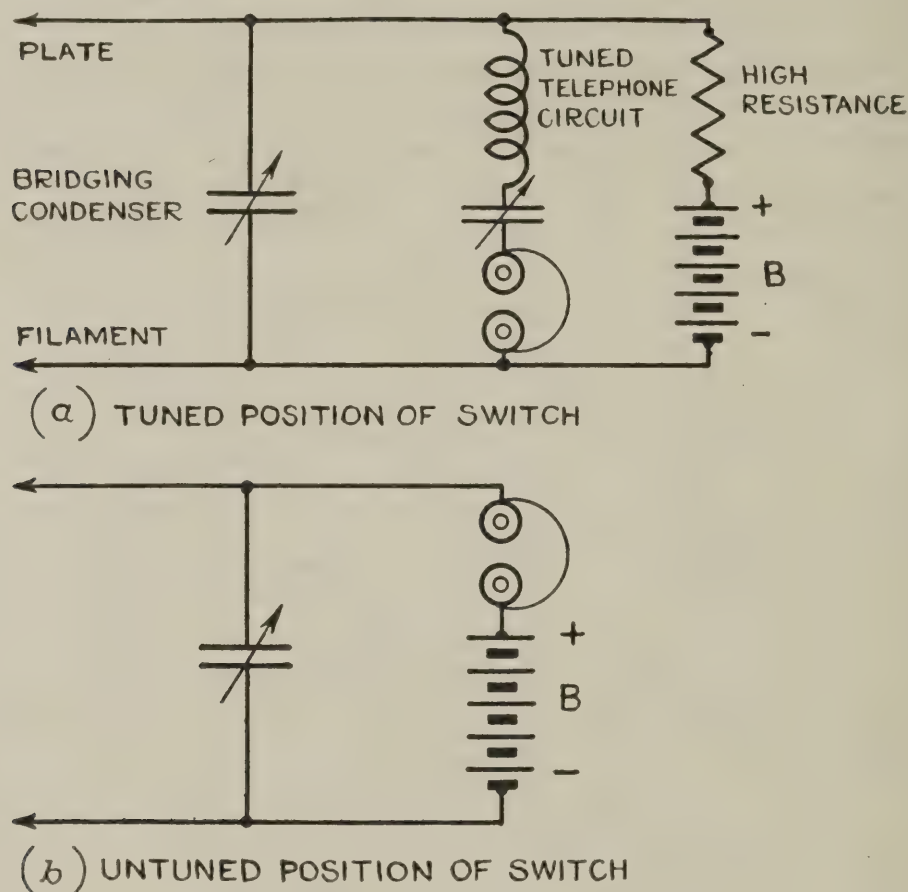 PLATE
TUNED
TELEPHONE
CIRCUIT
HIGH
RESISTANCE
BRIDGING
CONDENSER
+
B
-
FILAMENT
(a) TUNED POSITION OF SWITCH
+
B
-
(b) UNTUNED POSITION OF SWITCH